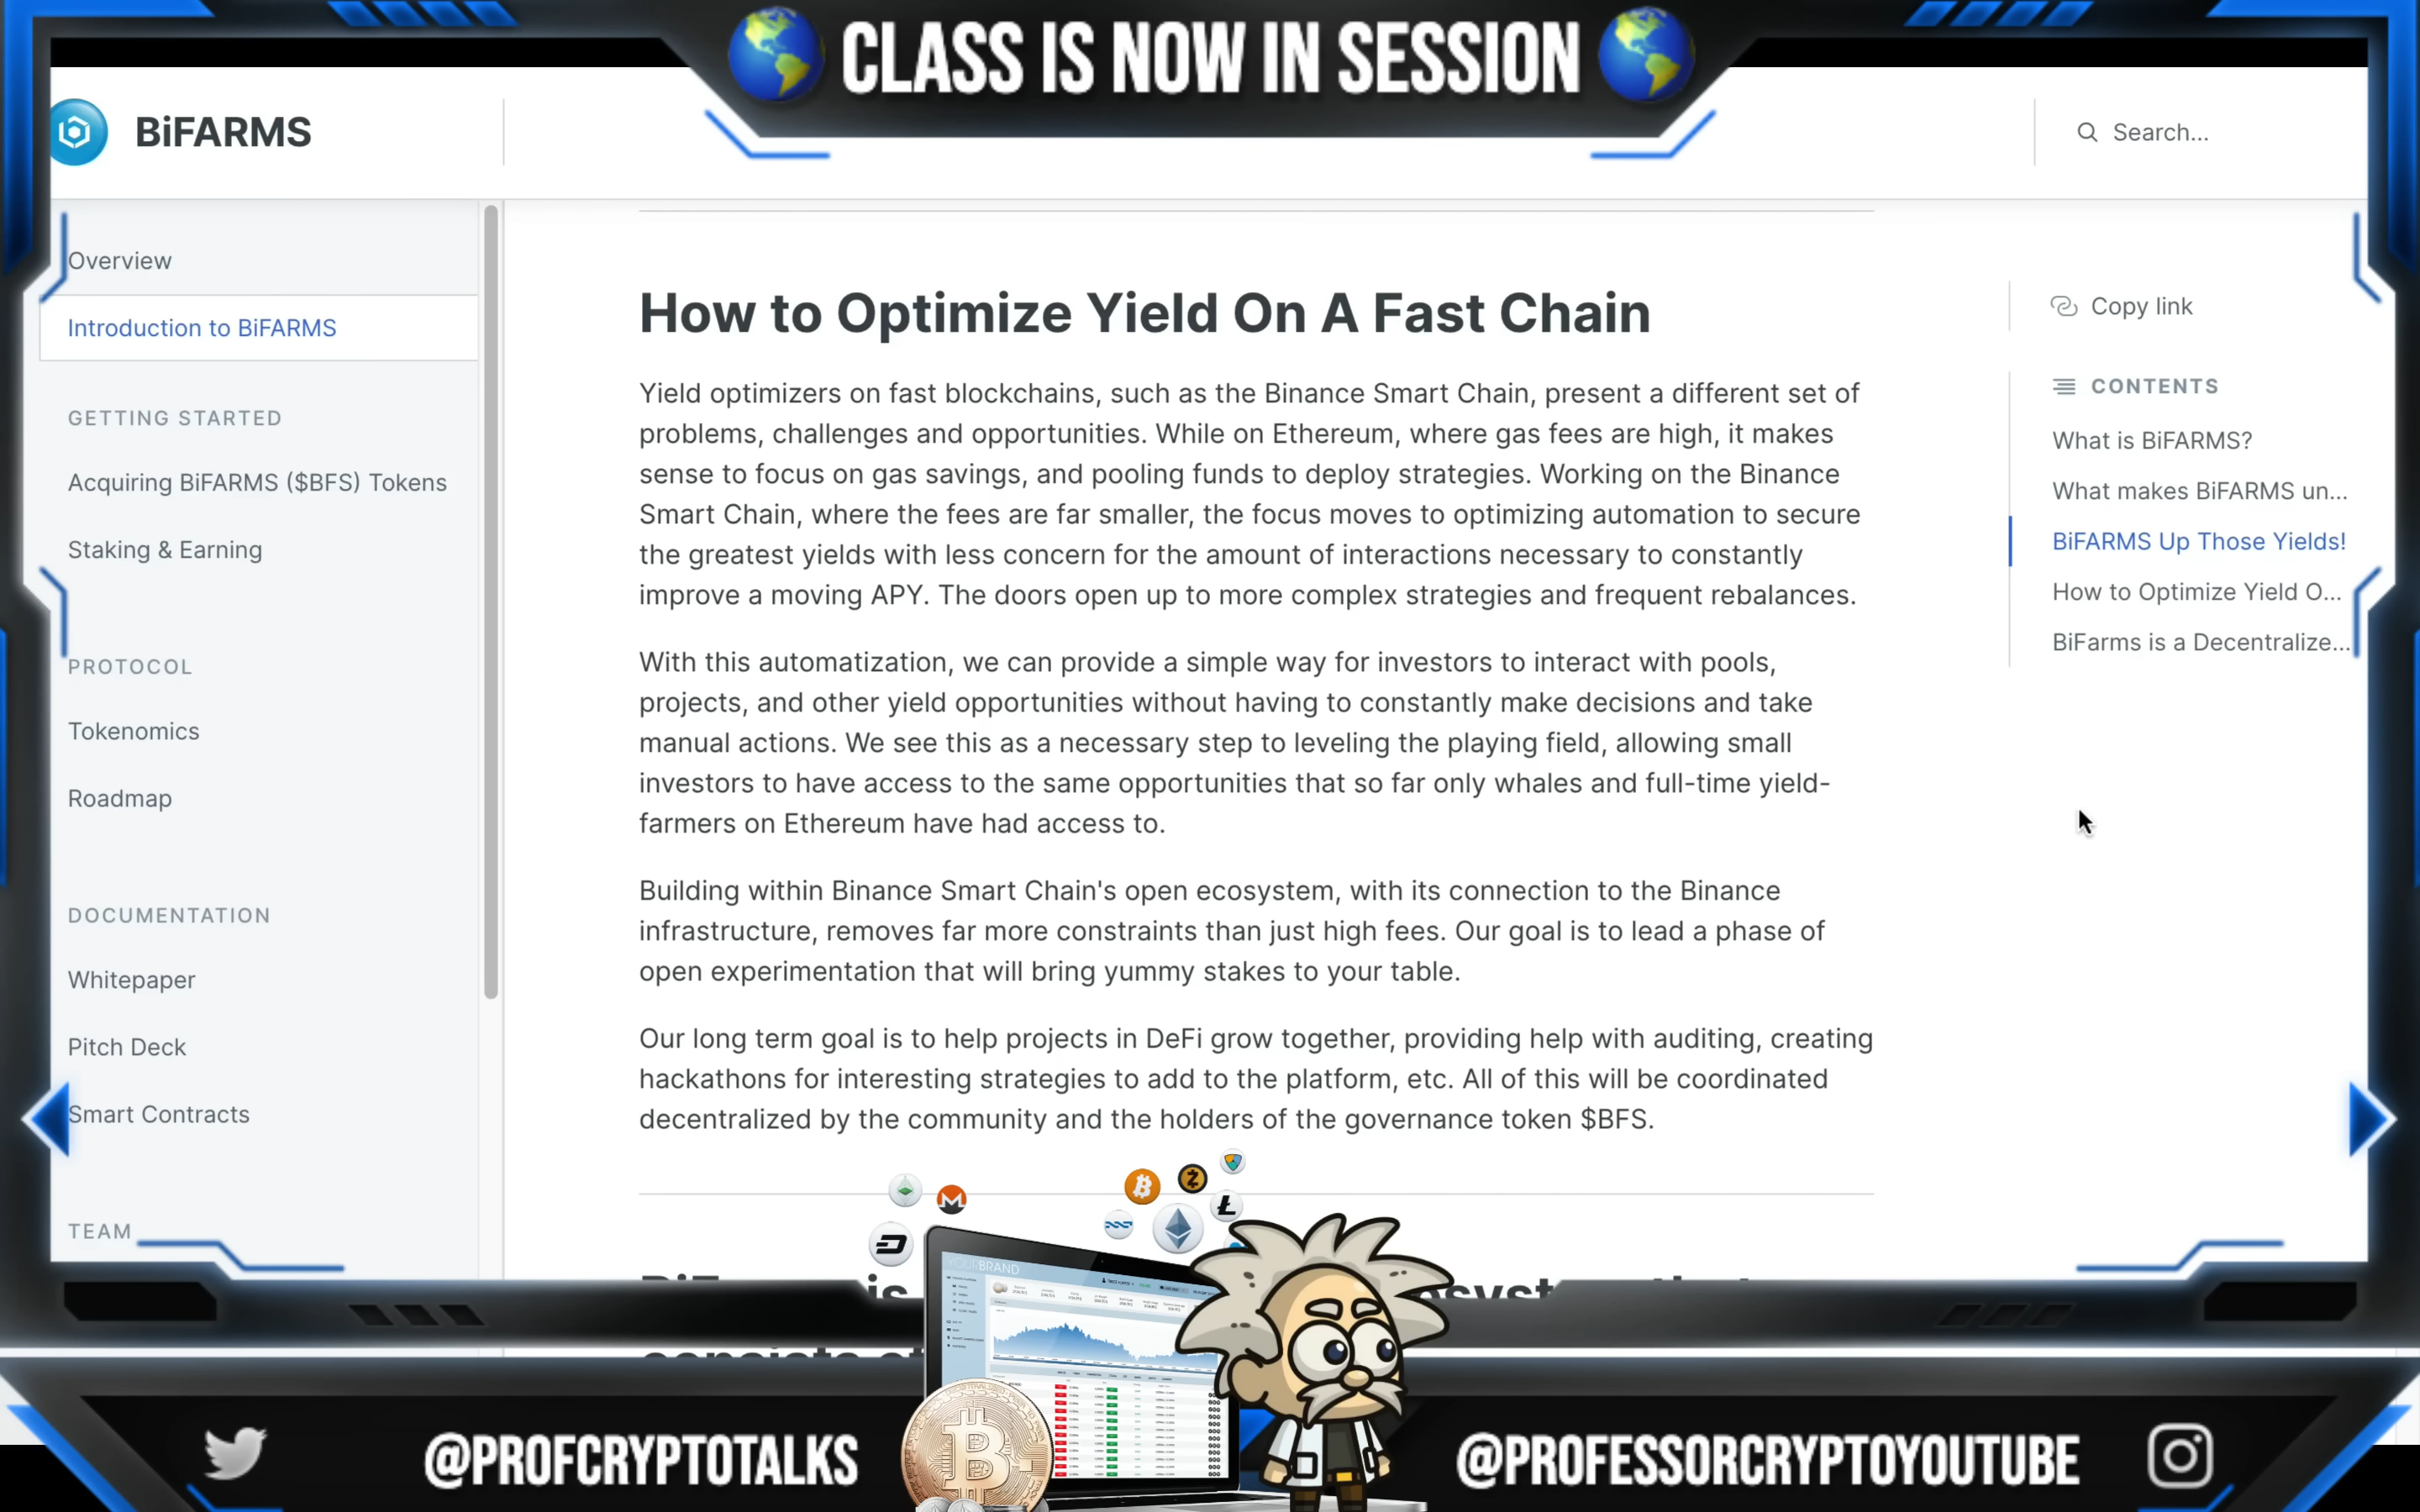 CLASS IS NOW IN SESSION
BiFARMS
Search...
Overview
Introduction to BiFARMS
GETTING STARTED
Acquiring BiFARMS ($BFS) Tokens
Staking & Earning
PROTOCOL
Tokenomics
Roadmap
DOCUMENTATION
Whitepaper
Pitch Deck
Smart Contracts
TEAM
How to Optimize Yield On A Fast Chain
Yield optimizers on fast blockchains, such as the Binance Smart Chain, present a different set of
problems, challenges and opportunities. While on Ethereum, where gas fees are high, it makes
sense to focus on gas savings, and pooling funds to deploy strategies. Working on the Binance
Smart Chain, where the fees are far smaller, the focus moves to optimizing automation to secure
the greatest yields with less concern for the amount of interactions necessary to constantly
improve a moving APY. The doors open up to more complex strategies and frequent rebalances.
With this automatization, we can provide a simple way for investors to interact with pools,
projects, and other yield opportunities without having to constantly make decisions and take
manual actions. We see this as a necessary step to leveling the playing field, allowing small
investors to have access to the same opportunities that so far only whales and full-time yield-
farmers on Ethereum have had access to.
Building within Binance Smart Chain's open ecosystem, with its connection to the Binance
infrastructure, removes far more constraints than just high fees. Our goal is to lead a phase of
open experimentation that will bring yummy stakes to your table.
Our long term goal is to help projects in DeFi grow together, providing help with auditing, creating
hackathons for interesting strategies to add to the platform, etc. All of this will be coordinated
decentralized by the community and the holders of the governance token $BFS.
Copy link
CONTENTS
What is BiFARMS?
What makes BiFARMS un...
BiFARMS Up Those Yields!
How to Optimize Yield O...
BiFarms is a Decentralize...
YOURBRAND
@PROFCRYPTOTALKS
@PROFESSORCRYPTOYOUTUBE